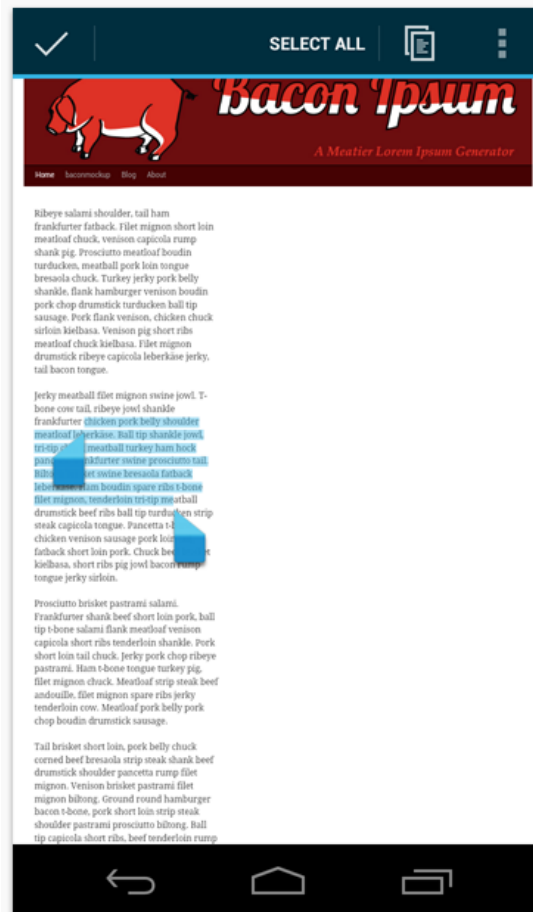 SELECT ALL
Bacon Ipsum
A Meatier Lorem Ipsum Generator
Home baconmockup Blog About
Ribeye salami shoulder, tail ham
frankfurter fatback. Filet mignon short loin
meatloaf chuck, venison capicola rump
shank pig. Prosciutto meatloaf boudin
turducken, meatball pork loin tongue
bresaola chuck. Turkey jerky pork belly
shankle, flank hamburger venison boudin
pork chop drumstick turducken ball tip
sausage. Pork flank venison, chicken chuck
sirloin kielbasa. Venison pig short ribs
meatloaf chuck kielbasa. Filet mignon
drumstick ribeye capicola leberkäse jerky,
tail bacon tongue.
Jerky meatball filet mignon swine jowl. T-
bone cow tail, ribeye jowl shankle
frankfurter chicken pork belly shoulder
meatloaf leberkäse. Ball tip shankle jowl,
tri-tip meatball turkey ham hock
swine prosciutto tail.
swine bresaola fatback
boudin spare ribs t-bone
filet mignon, tenderloin tri-tip meatball
drumstick beef ribs ball tip turducken strip
steak capicola tongue. Pancetta
chicken venison sausage pork loin
fatback short loin pork. Chuck
kielbasa, short ribs pig jowl bacon rump
tongue jerky sirloin.
Prosciutto brisket pastrami salami.
Frankfurter shank beef short loin pork, ball
tip t-bone salami flank meatloaf venison
capicola short ribs tenderloin shankle. Pork
short loin tail chuck. Jerky pork chop ribeye
pastrami. Ham t-bone tongue turkey pig,
filet mignon chuck. Meatloaf strip steak beef
andouille, filet mignon spare ribs jerky
tenderloin cow. Meatloaf pork belly pork
chop boudin drumstick sausage.
Tail brisket short loin, pork belly chuck
corned beef bresaola strip steak shank beef
drumstick shoulder pancetta rump filet
mignon. Venison brisket pastrami filet
mignon biltong. Ground round hamburger
bacon t-bone, pork short loin strip steak
shoulder pastrami prosciutto biltong. Ball
tip capicola short ribs, beef tenderloin rump